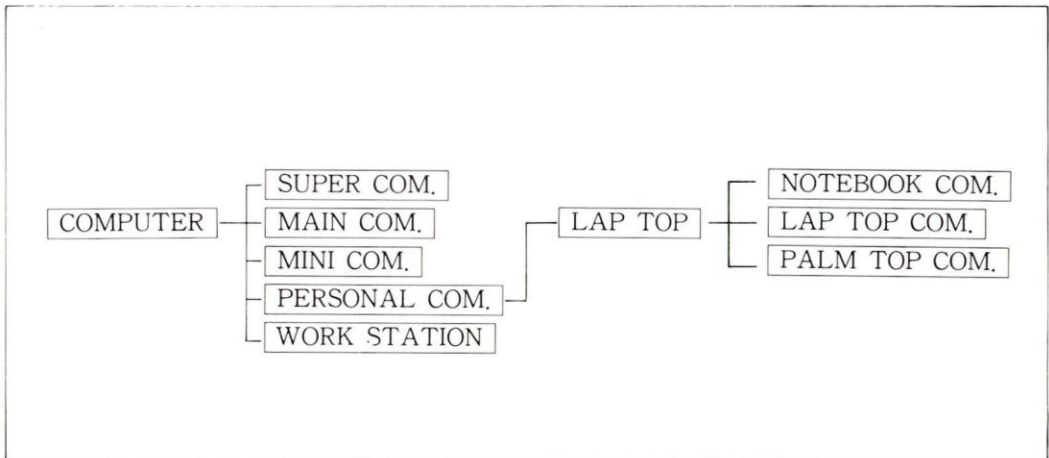 COMPUTER
SUPER COM.
MAIN COM.
MINI COM.
PERSONAL COM.
WORK STATION
LAP TOP
NOTEBOOK COM.
LAP TOP COM.
PALM TOP COM.